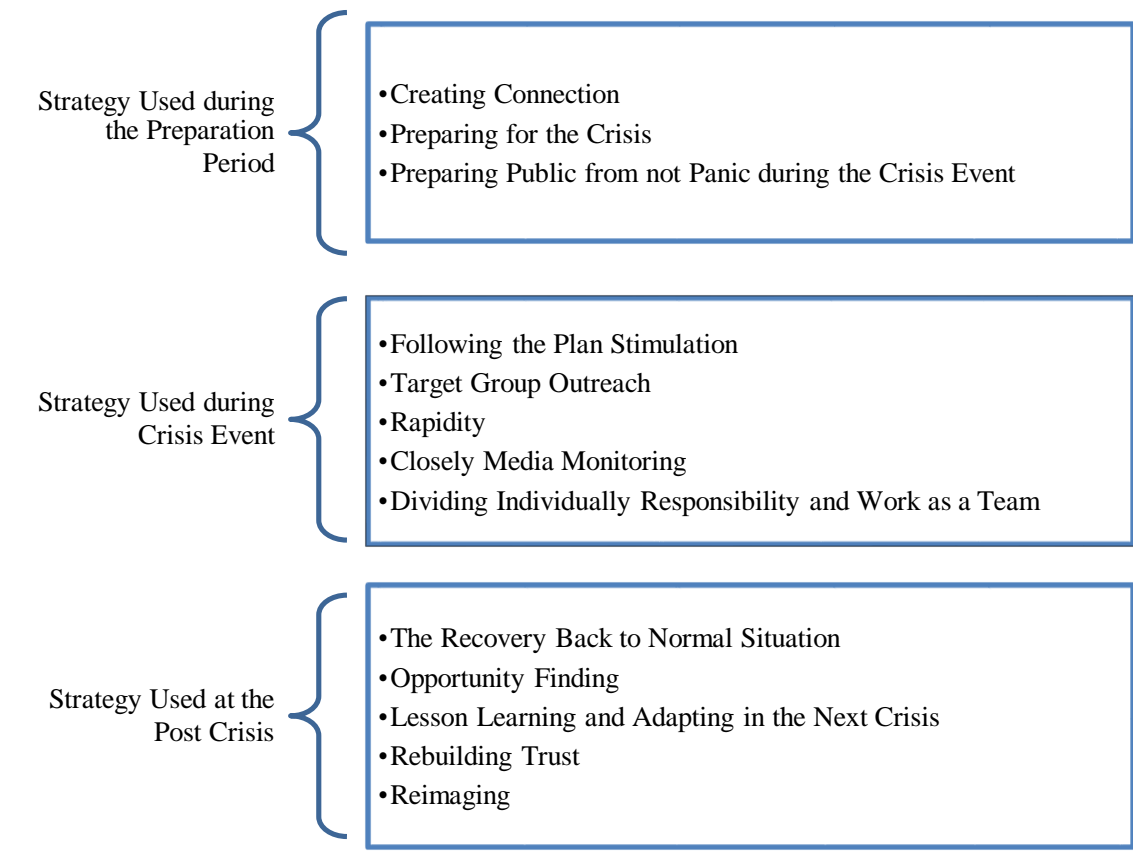 Strategy Used during
the Preparation
Period
•Creating Connection
•Preparing for the Crisis
•Preparing Public from not Panic during the Crisis Event
Strategy Used during
Crisis Event
•Following the Plan Stimulation
•Target Group Outreach
•Rapidity
•Closely Media Monitoring
•Dividing Individually Responsibility and Work as a Team
Strategy Used at the
Post Crisis
•The Recovery Back to Normal Situation
•Opportunity Finding
•Lesson Learning and Adapting in the Next Crisis
•Rebuilding Trust
•Reimaging